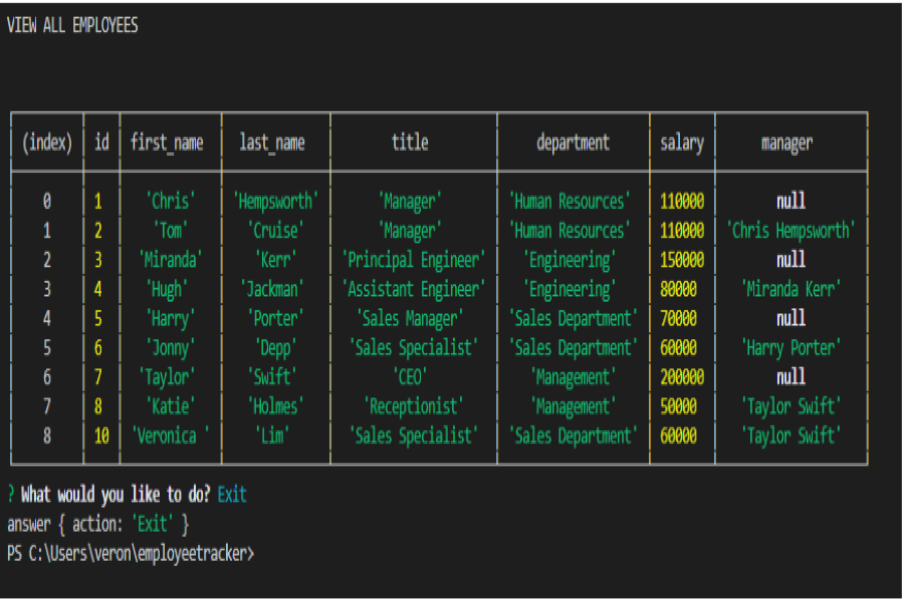 VIEW ALL EMPLOYEES
(index) id first_name last_name title department salary manager
0 1 'Chris' 'Hempsworth' 'Manager' 'Human Resources' 110000 null
1 2 'Tom' 'Cruise' 'Manager' 'Human Resources' 110000 'Chris Hempsworth'
2 3 'Miranda' 'Kerr' 'Principal Engineer' 'Engineering' 150000 null
3 4 'Hugh' 'Jackman' 'Assistant Engineer' 'Engineering' 80000 'Miranda Kerr'
4 5 'Harry' 'Porter' 'Sales Manager' 'Sales Department' 70000 null
5 6 'Jonny' 'Depp' 'Sales Specialist' 'Sales Department' 60000 'Harry Porter'
6 7 'Taylor' 'Swift' 'CEO' 'Management' 200000 null
7 8 'Katie' 'Holmes' 'Receptionist' 'Management' 50000 'Taylor Swift'
8 10 'Veronica ' 'Lim' 'Sales Specialist' 'Sales Department' 60000 'Taylor Swift'
? What would you like to do? Exit
answer { action: 'Exit' }
PS C:\Users\veron\employeetracker>